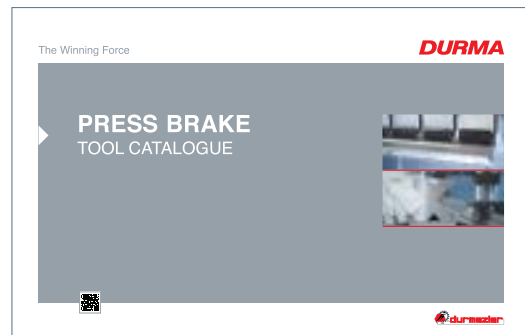 The Winning Force
DURMA
PRESS BRAKE
TOOL CATALOGUE
durmazlar